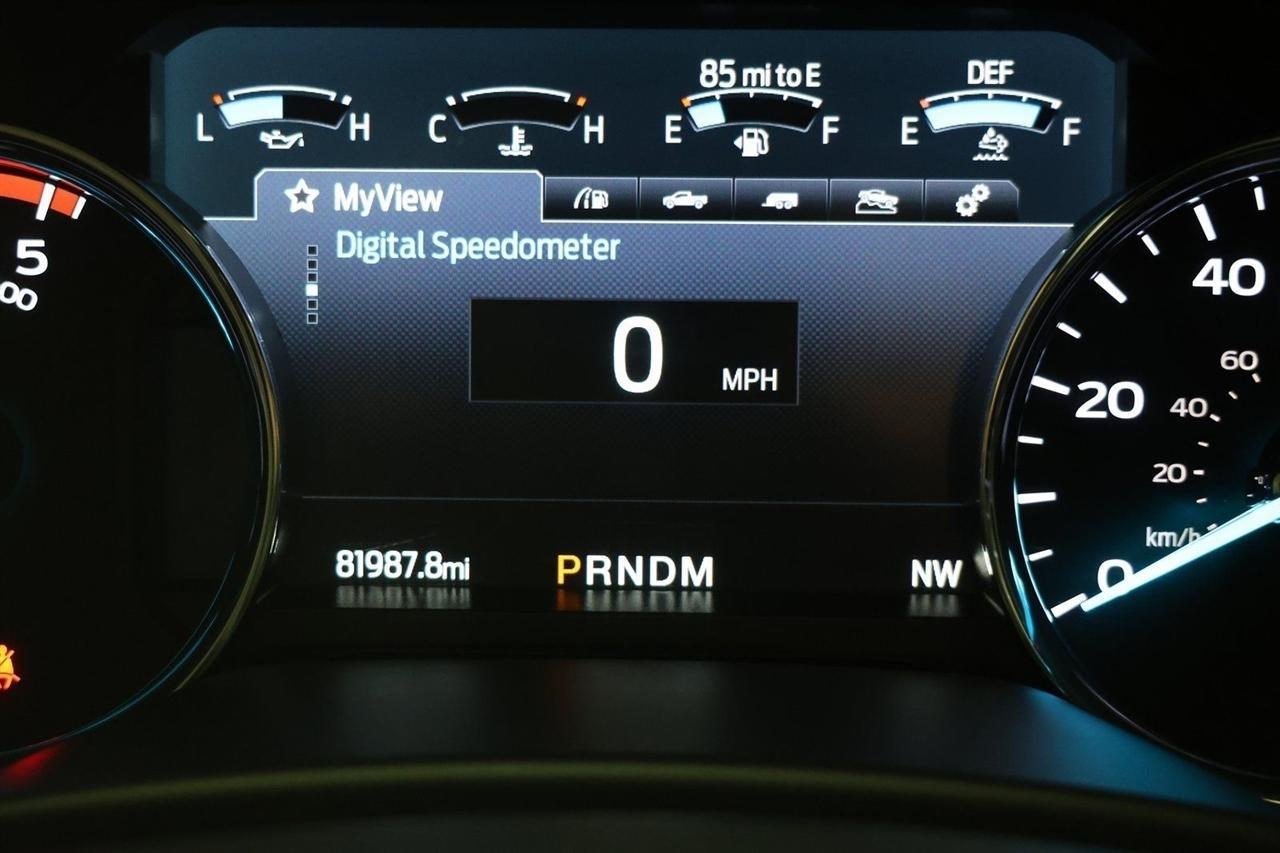 85 mi to E
DEF
L H
C H
E F
E F
MyView
Digital Speedometer
0 MPH
5
00
40
20
0
60
40
20
km/h
81987.8mi
PRNDM
NW